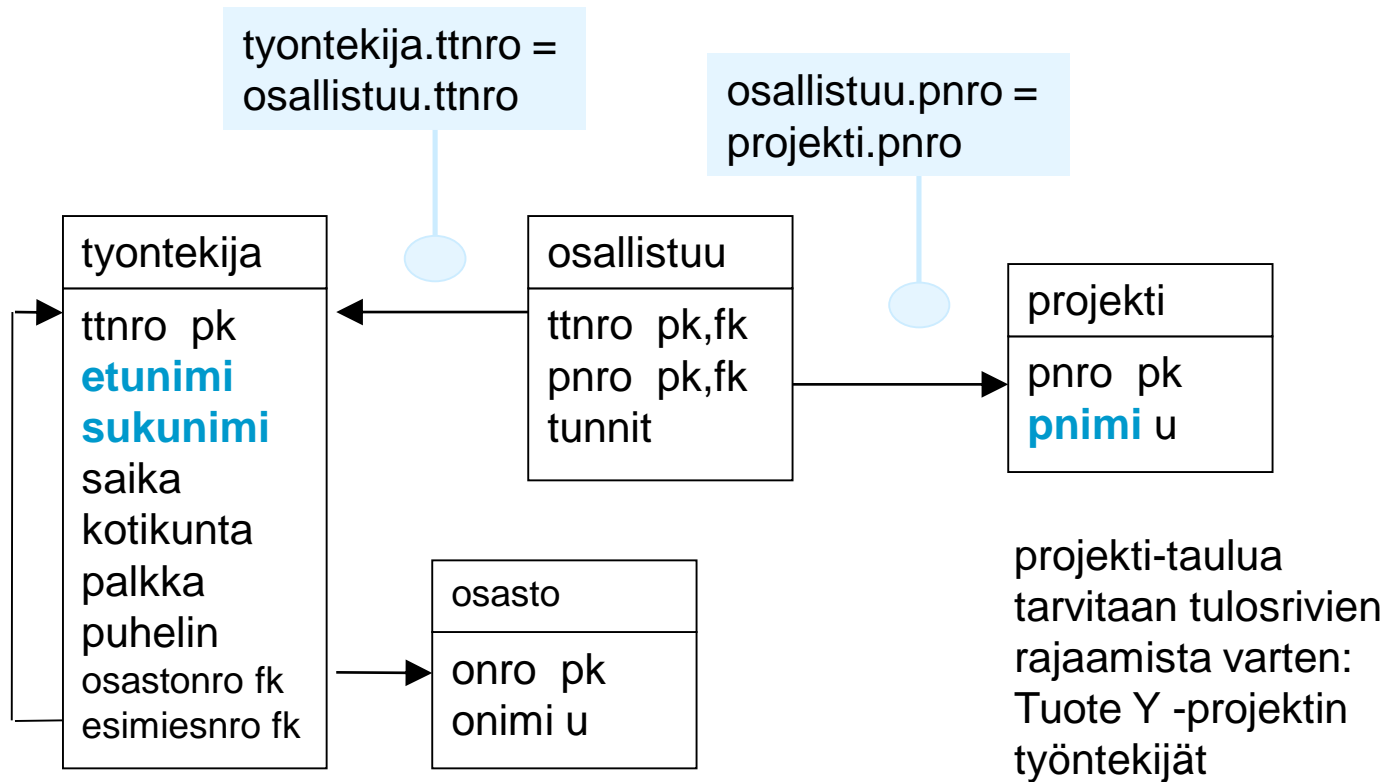 tyontekija.ttnro =
osallistuu.ttnro
osallistuu.pnro =
projekti.pnro
tyontekija
ttnro pk
etunimi
sukunimi
saika
kotikunta
palkka
puhelin
osastonro fk
esimiesnro fk
osallistuu
ttnro pk,fk
pnro pk,fk
tunnit
projekti
pnro pk
pnimi u
osasto
onro pk
onimi u
projekti-taulua
tarvitaan tulosrivien
rajaamista varten:
Tuote Y -projektin
työntekijät